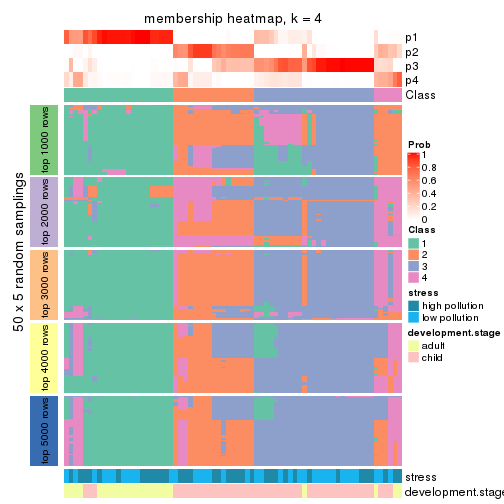 membership heatmap, k = 4
p1
p2
p3
p4
Class
50 x 5 random samplings
top 1000 rows
top 2000 rows
top 3000 rows
top 4000 rows
top 5000 rows
stress
development.stage
Prob
1
0.8
0.6
0.4
0.2
0
Class
1
2
3
4
stress
high pollution
low pollution
development.stage
adult
child